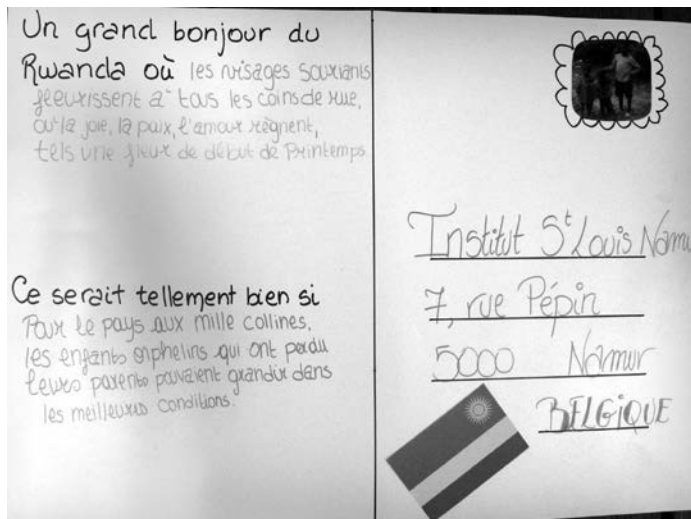 Un grand bonjour du
Rwanda où les visages souriants
fleurissent à tous les coins de rue,
où la joie, la paix, l'amour règnent,
tels une fleur de début de Printemps.
Ce serait tellement bien si
Pour le pays aux mille collines,
les enfants orphelins qui ont perdu
leurs parents pouvaient grandir dans
les meilleures conditions.
Institut St Louis Namur
7, rue Pépin
5000 Namur
BELGIQUE